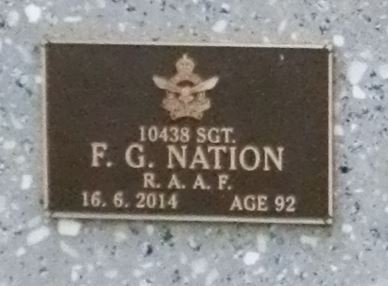 10438 SGT.
F. G. NATION
R. A. A. F.
16. 6. 2014 AGE 92